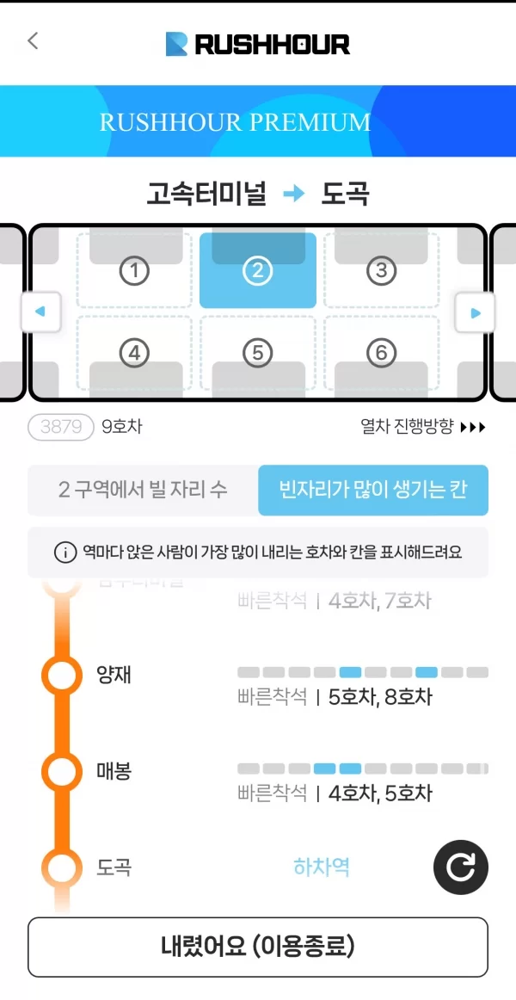 RUSHHOUR
RUSHHOUR PREMIUM
고속터미널 → 도곡
① ② ③
④ ⑤ ⑥
3879 9호차 열차 진행방향
2 구역에서 빌 자리 수 빈자리가 많이 생기는 칸
역마다 앉은 사람이 가장 많이 내리는 호차와 칸을 표시해드려요
빠른착석 | 4호차, 7호차
양재
빠른착석 | 5호차, 8호차
매봉
빠른착석 | 4호차, 5호차
도곡 하차역
내렸어요 (이용종료)